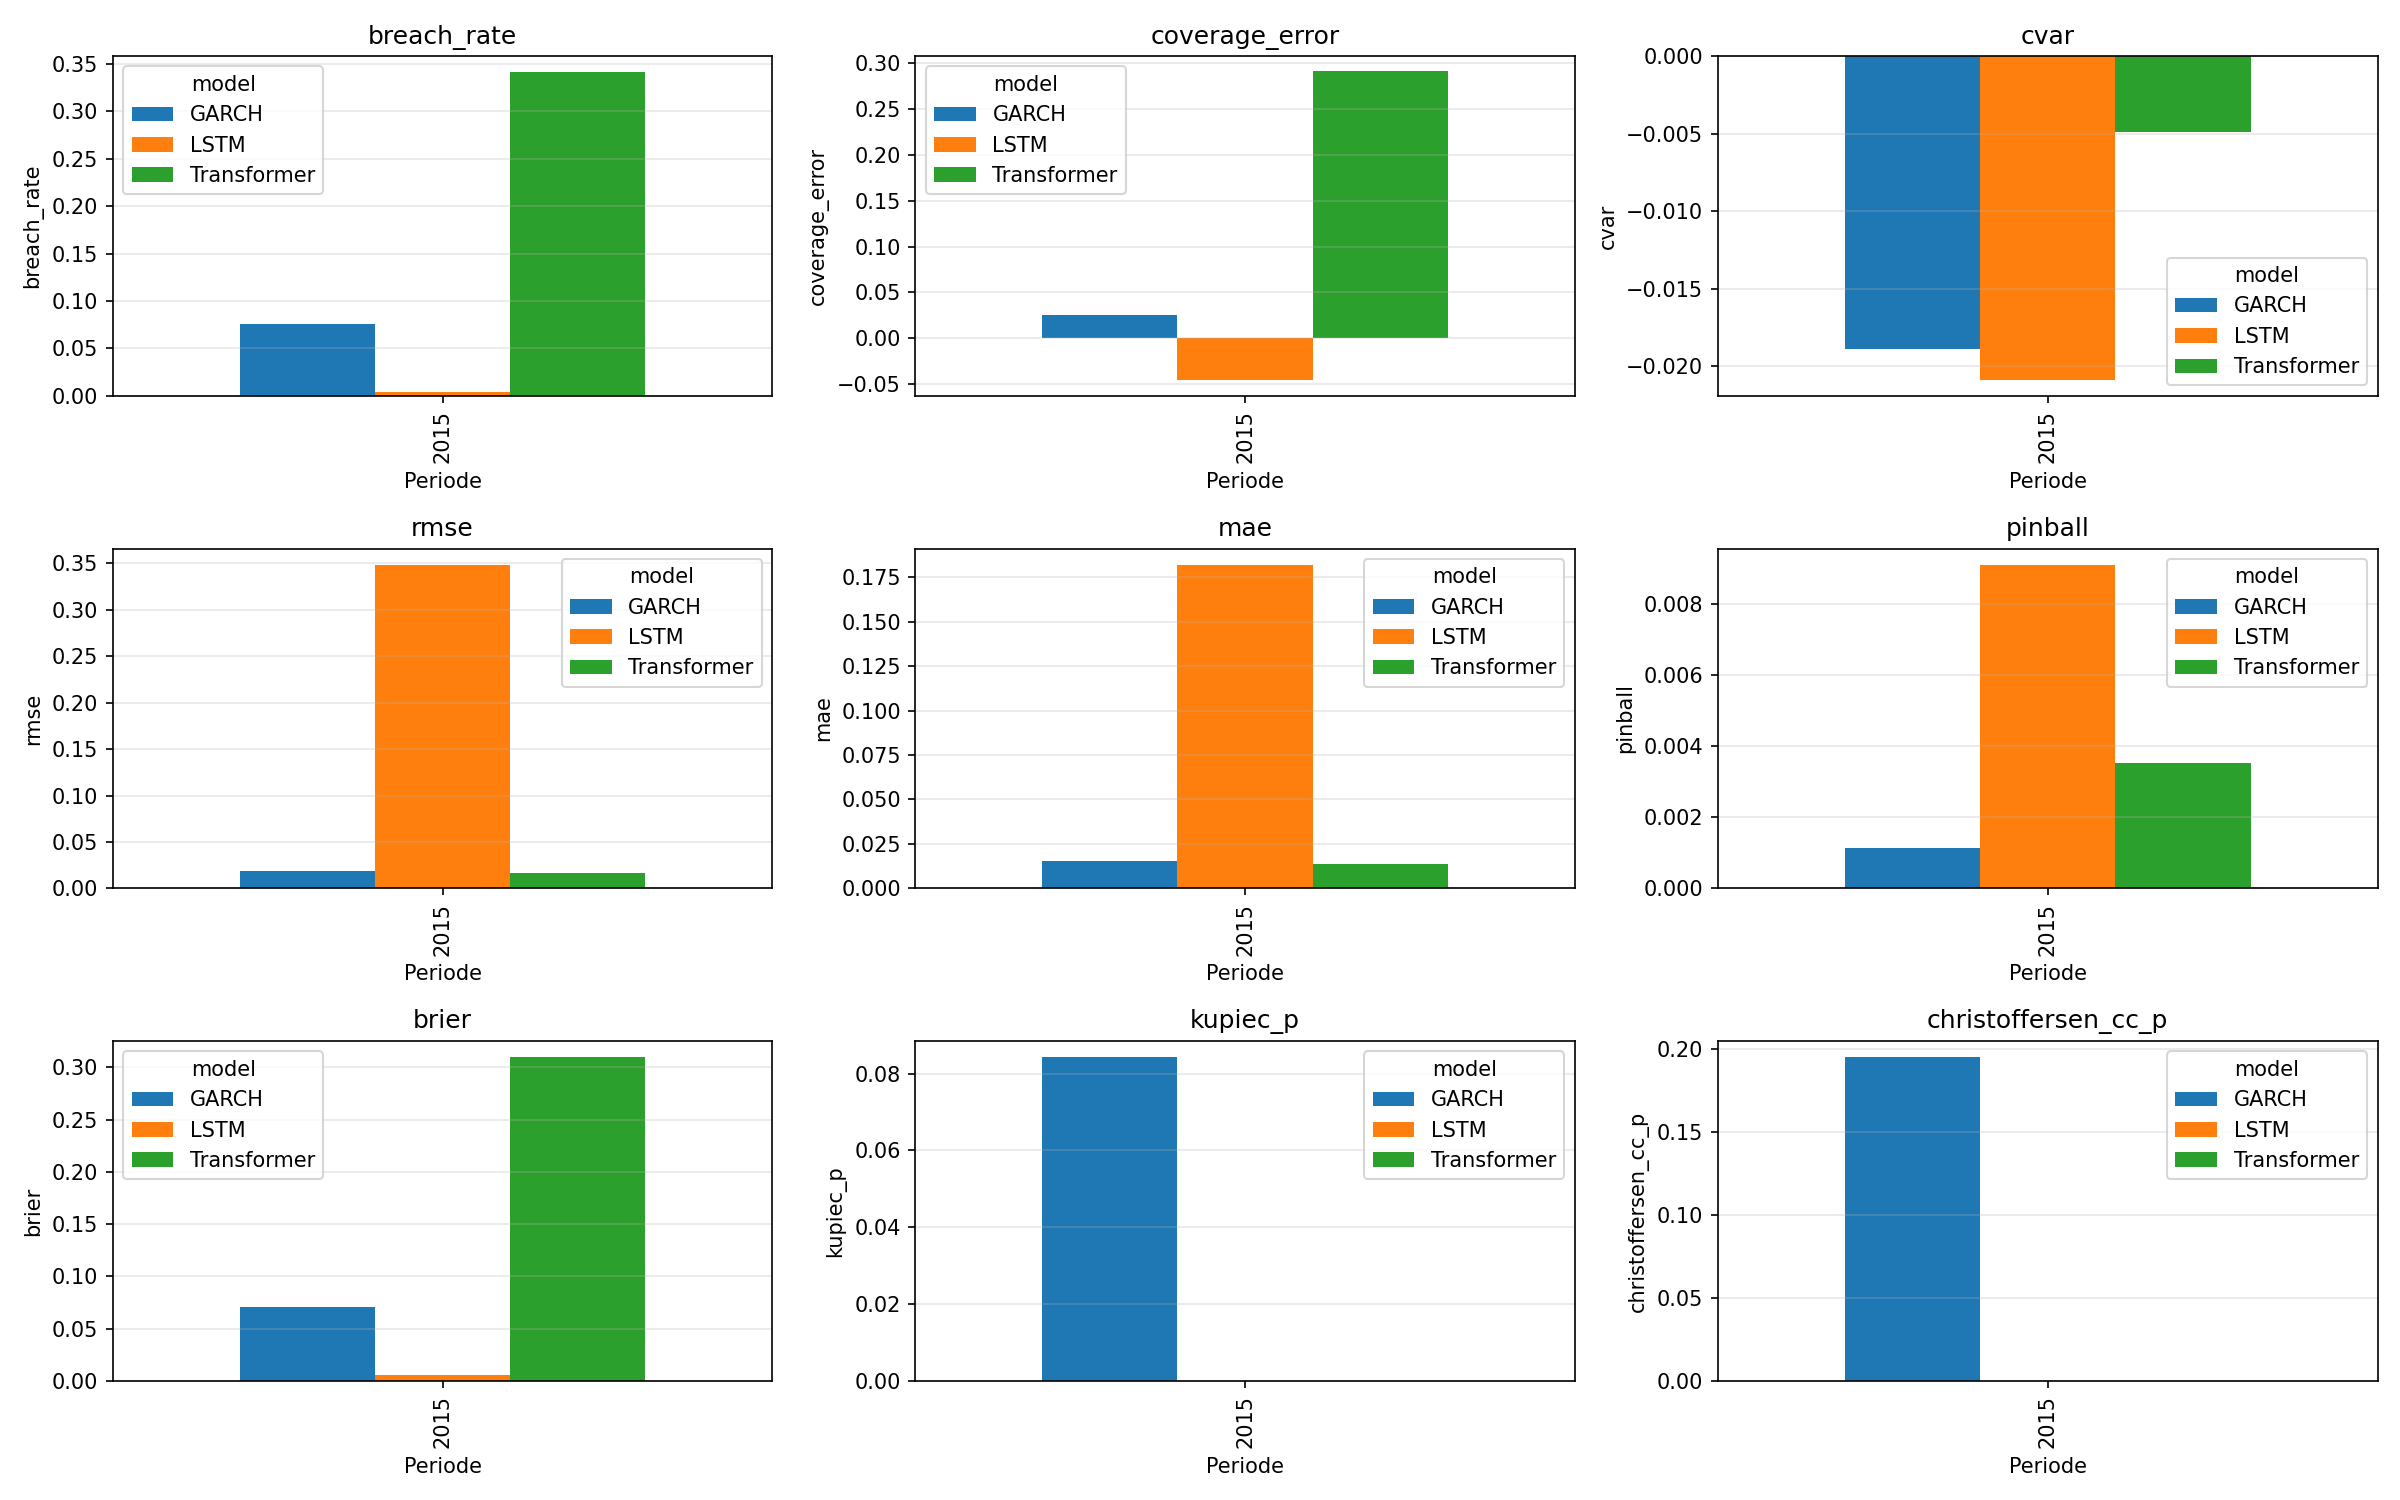 breach_rate
breach_rate
0.35
0.30
0.25
0.20
0.15
0.10
0.05
0.00
model
GARCH
LSTM
Transformer
2015
Periode
coverage_error
coverage_error
0.30
0.25
0.20
0.15
0.10
0.05
0.00
−0.05
model
GARCH
LSTM
Transformer
2015
Periode
cvar
cvar
0.000
−0.005
−0.010
−0.015
−0.020
model
GARCH
LSTM
Transformer
2015
Periode
rmse
rmse
0.35
0.30
0.25
0.20
0.15
0.10
0.05
0.00
model
GARCH
LSTM
Transformer
2015
Periode
mae
mae
0.175
0.150
0.125
0.100
0.075
0.050
0.025
0.000
model
GARCH
LSTM
Transformer
2015
Periode
pinball
pinball
0.008
0.006
0.004
0.002
0.000
model
GARCH
LSTM
Transformer
2015
Periode
brier
brier
0.30
0.25
0.20
0.15
0.10
0.05
0.00
model
GARCH
LSTM
Transformer
2015
Periode
kupiec_p
kupiec_p
0.08
0.06
0.04
0.02
0.00
model
GARCH
LSTM
Transformer
2015
Periode
christoffersen_cc_p
christoffersen_cc_p
0.20
0.15
0.10
0.05
0.00
model
GARCH
LSTM
Transformer
2015
Periode